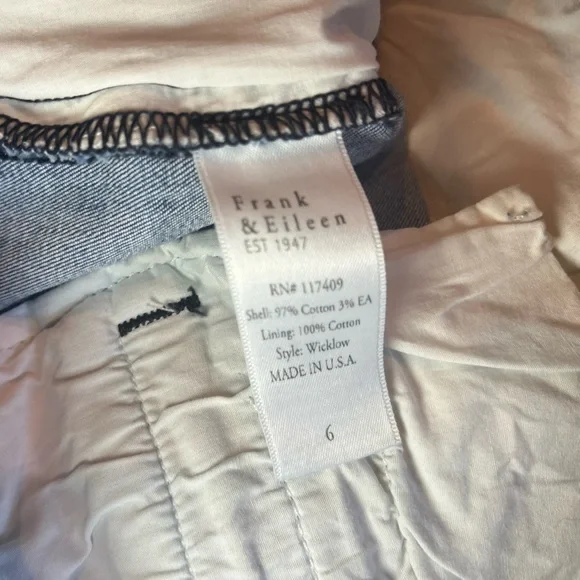 Frank
& Eileen
EST 1947
RN# 117409
Shell: 97% Cotton 3% EA
Lining: 100% Cotton
Style: Wicklow
MADE IN U.S.A.
6